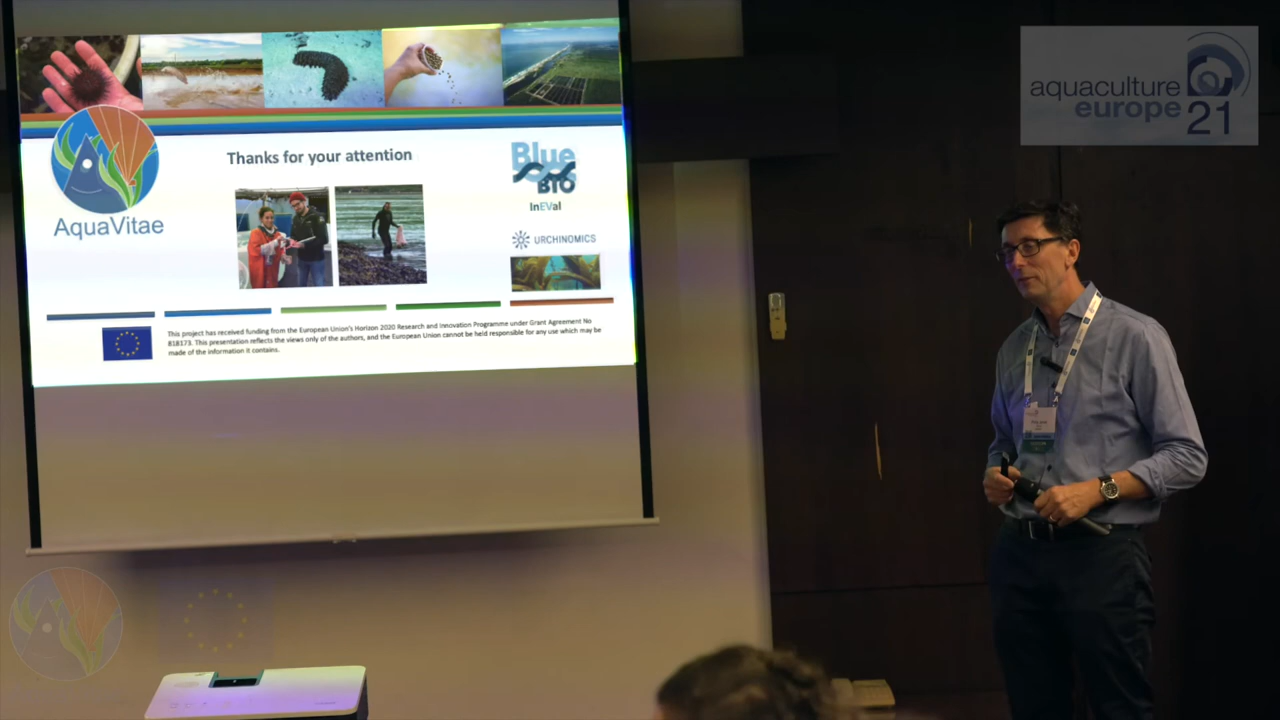 aquaculture
europe
21
Thanks for your attention
Blue
BIO
InEVal
AquaVitae
URCHINOMICS
This project has received funding from the European Union's Horizon 2020 Research and Innovation Programme under Grant Agreement No
818173. This presentation reflects the views only of the authors, and the European Union cannot be held responsible for any use which may be
made of the information it contains.